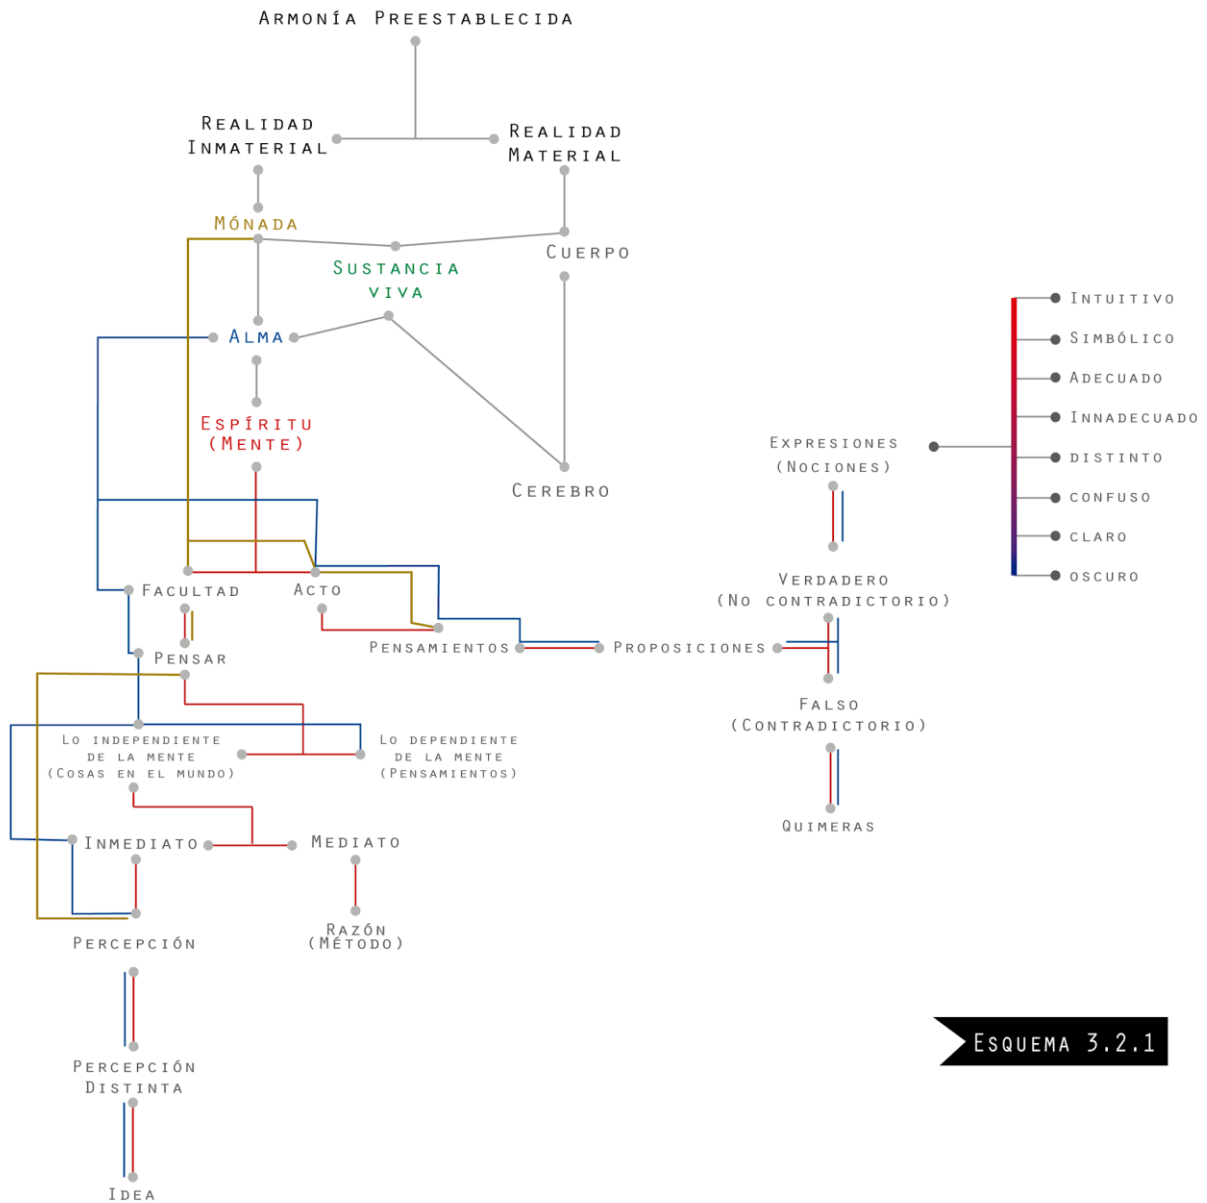 Armonía Preestablecida
Realidad
Inmaterial
Realidad
Material
Mónada
Cuerpo
Sustancia
viva
Alma
Espíritu
(Mente)
Cerebro
Facultad
Acto
Pensar
Pensamientos
Proposiciones
Lo independiente
de la mente
(Cosas en el mundo)
Lo dependiente
de la mente
(Pensamientos)
Inmediato
Mediato
Percepción
Razón
(Método)
Percepción
Distinta
Idea
Expresiones
(Nociones)
Verdadero
(No contradictorio)
Falso
(Contradictorio)
Quimeras
Intuitivo
Simbólico
Adecuado
Innadecuado
distinto
confuso
claro
oscuro
Esquema 3.2.1